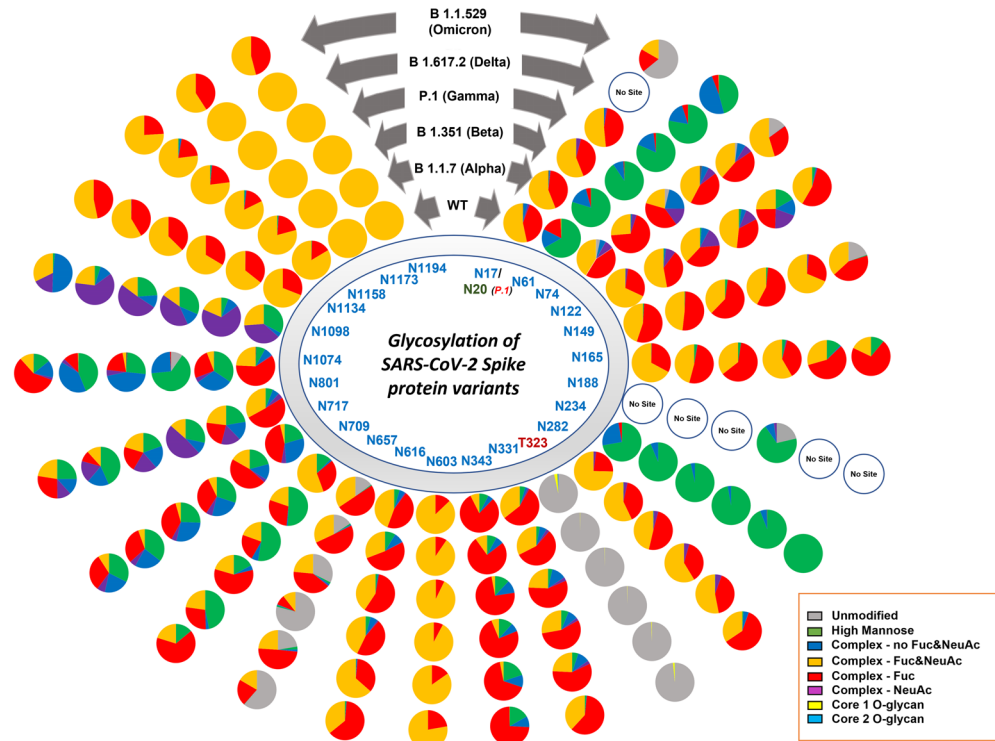 B 1.1.529
(Omicron)
B 1.617.2 (Delta)
P.1 (Gamma)
B 1.351 (Beta)
B 1.1.7 (Alpha)
WT
No Site
N1194
N17/
N20 (P.1)
N61
N1173
N74
N1158
N122
N1134
N149
N1098
N165
N1074
N188
N801
N234
N717
N282
N709
T323
N657
N331
N616
N343
N603
Glycosylation of
SARS-CoV-2 Spike
protein variants
No Site
No Site
No Site
No Site
No Site
Unmodified
High Mannose
Complex - no Fuc&NeuAc
Complex - Fuc&NeuAc
Complex - Fuc
Complex - NeuAc
Core 1 O-glycan
Core 2 O-glycan